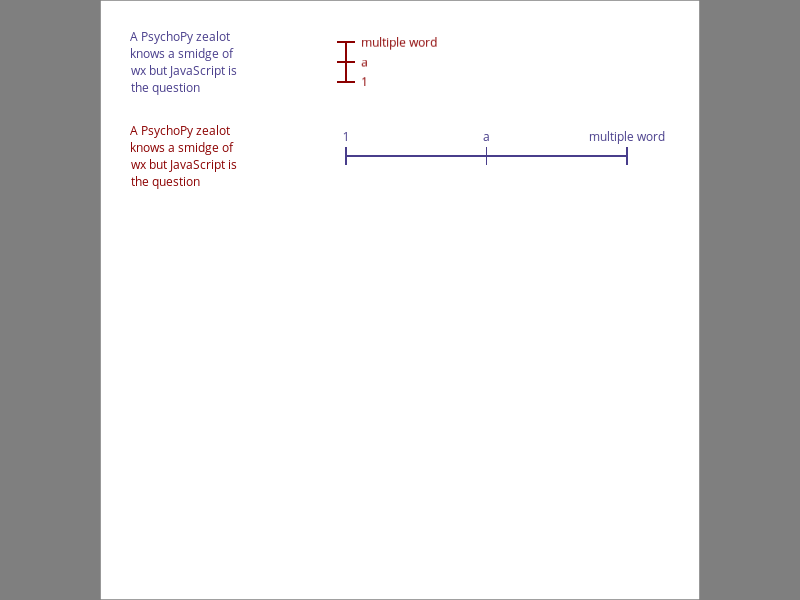 A PsychoPy zealot
knows a smidge of
wx but JavaScript is
the question
multiple word
a
1
A PsychoPy zealot
knows a smidge of
wx but JavaScript is
the question
1 a multiple word